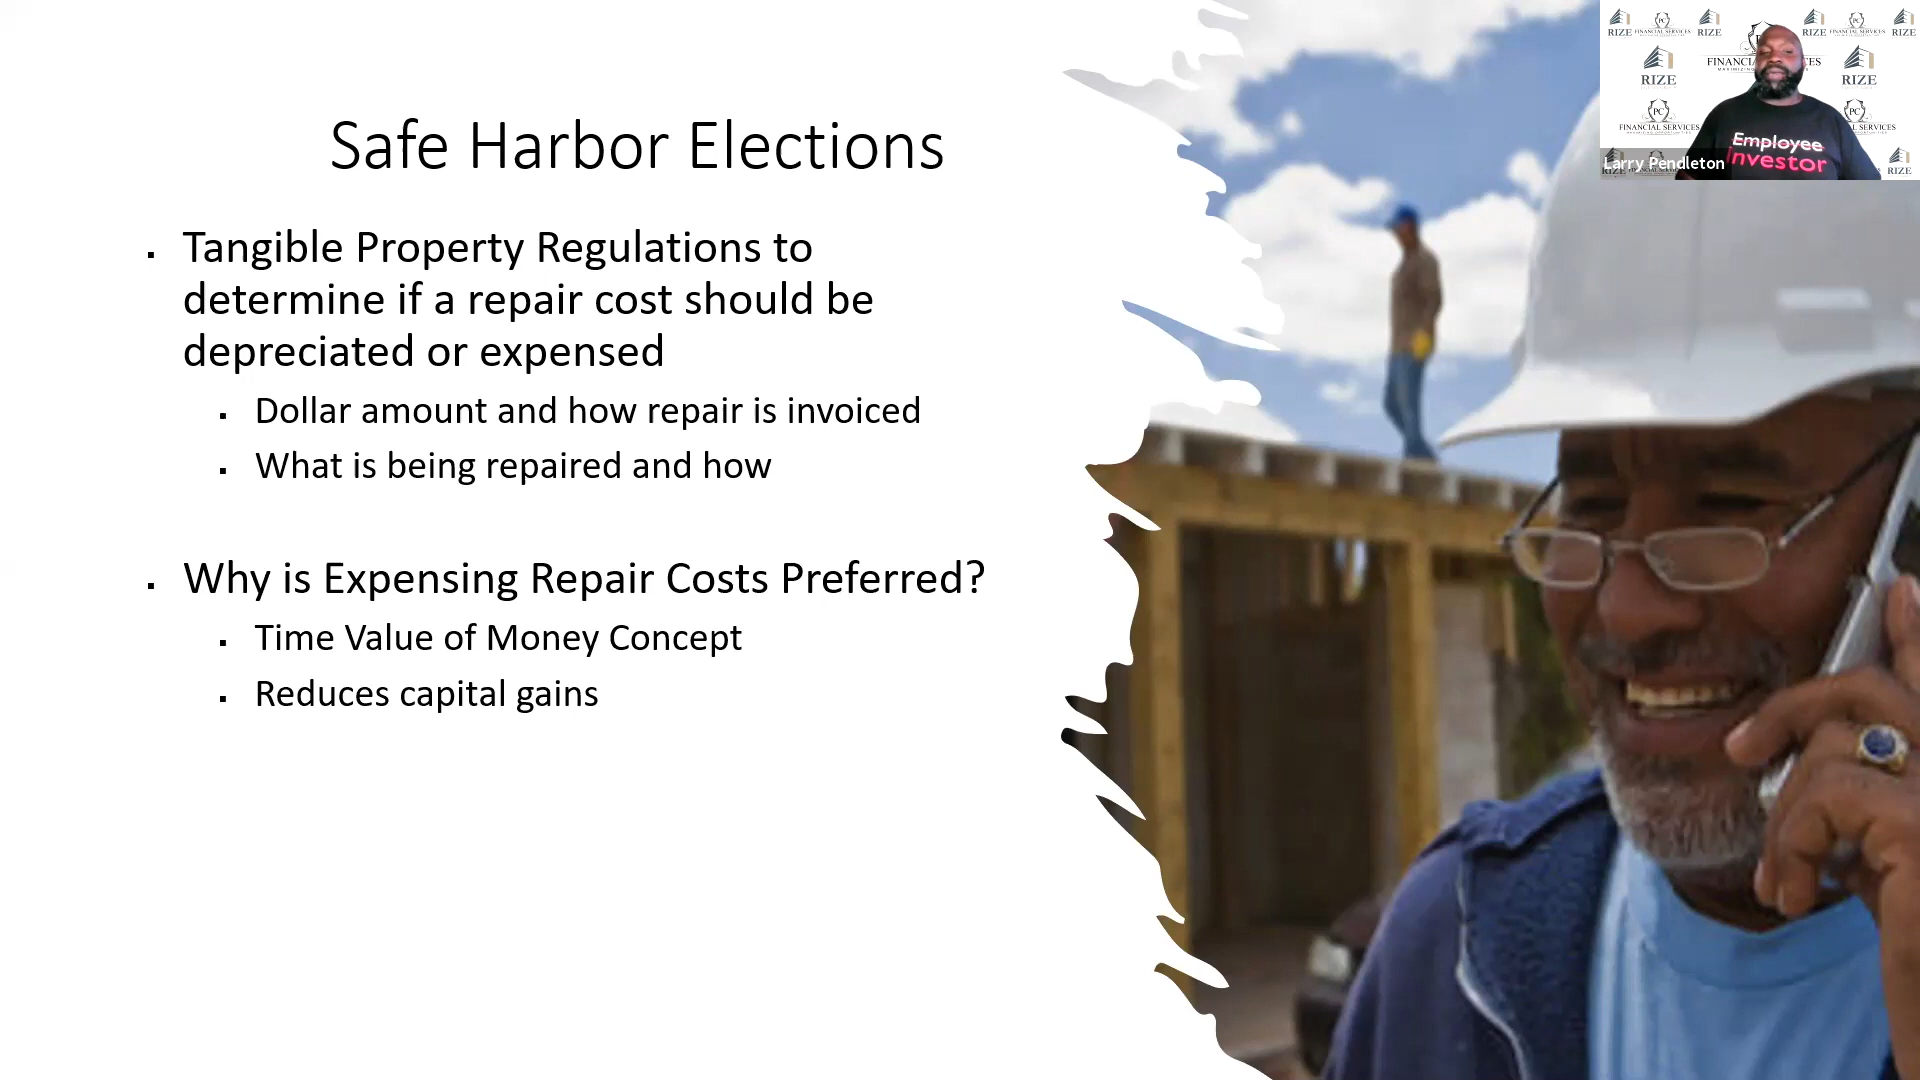 Safe Harbor Elections
Tangible Property Regulations to
determine if a repair cost should be
depreciated or expensed
Dollar amount and how repair is invoiced
What is being repaired and how
Why is Expensing Repair Costs Preferred?
Time Value of Money Concept
Reduces capital gains
RIZE
FINANCIAL SERVICES
RIZE
RIZE
FINANCIAL SERVICES
RIZE
RIZE
RIZE
PC
FINANCIAL SERVICES
Employee
Investor
Larry Pendleton
RIZE
RIZE